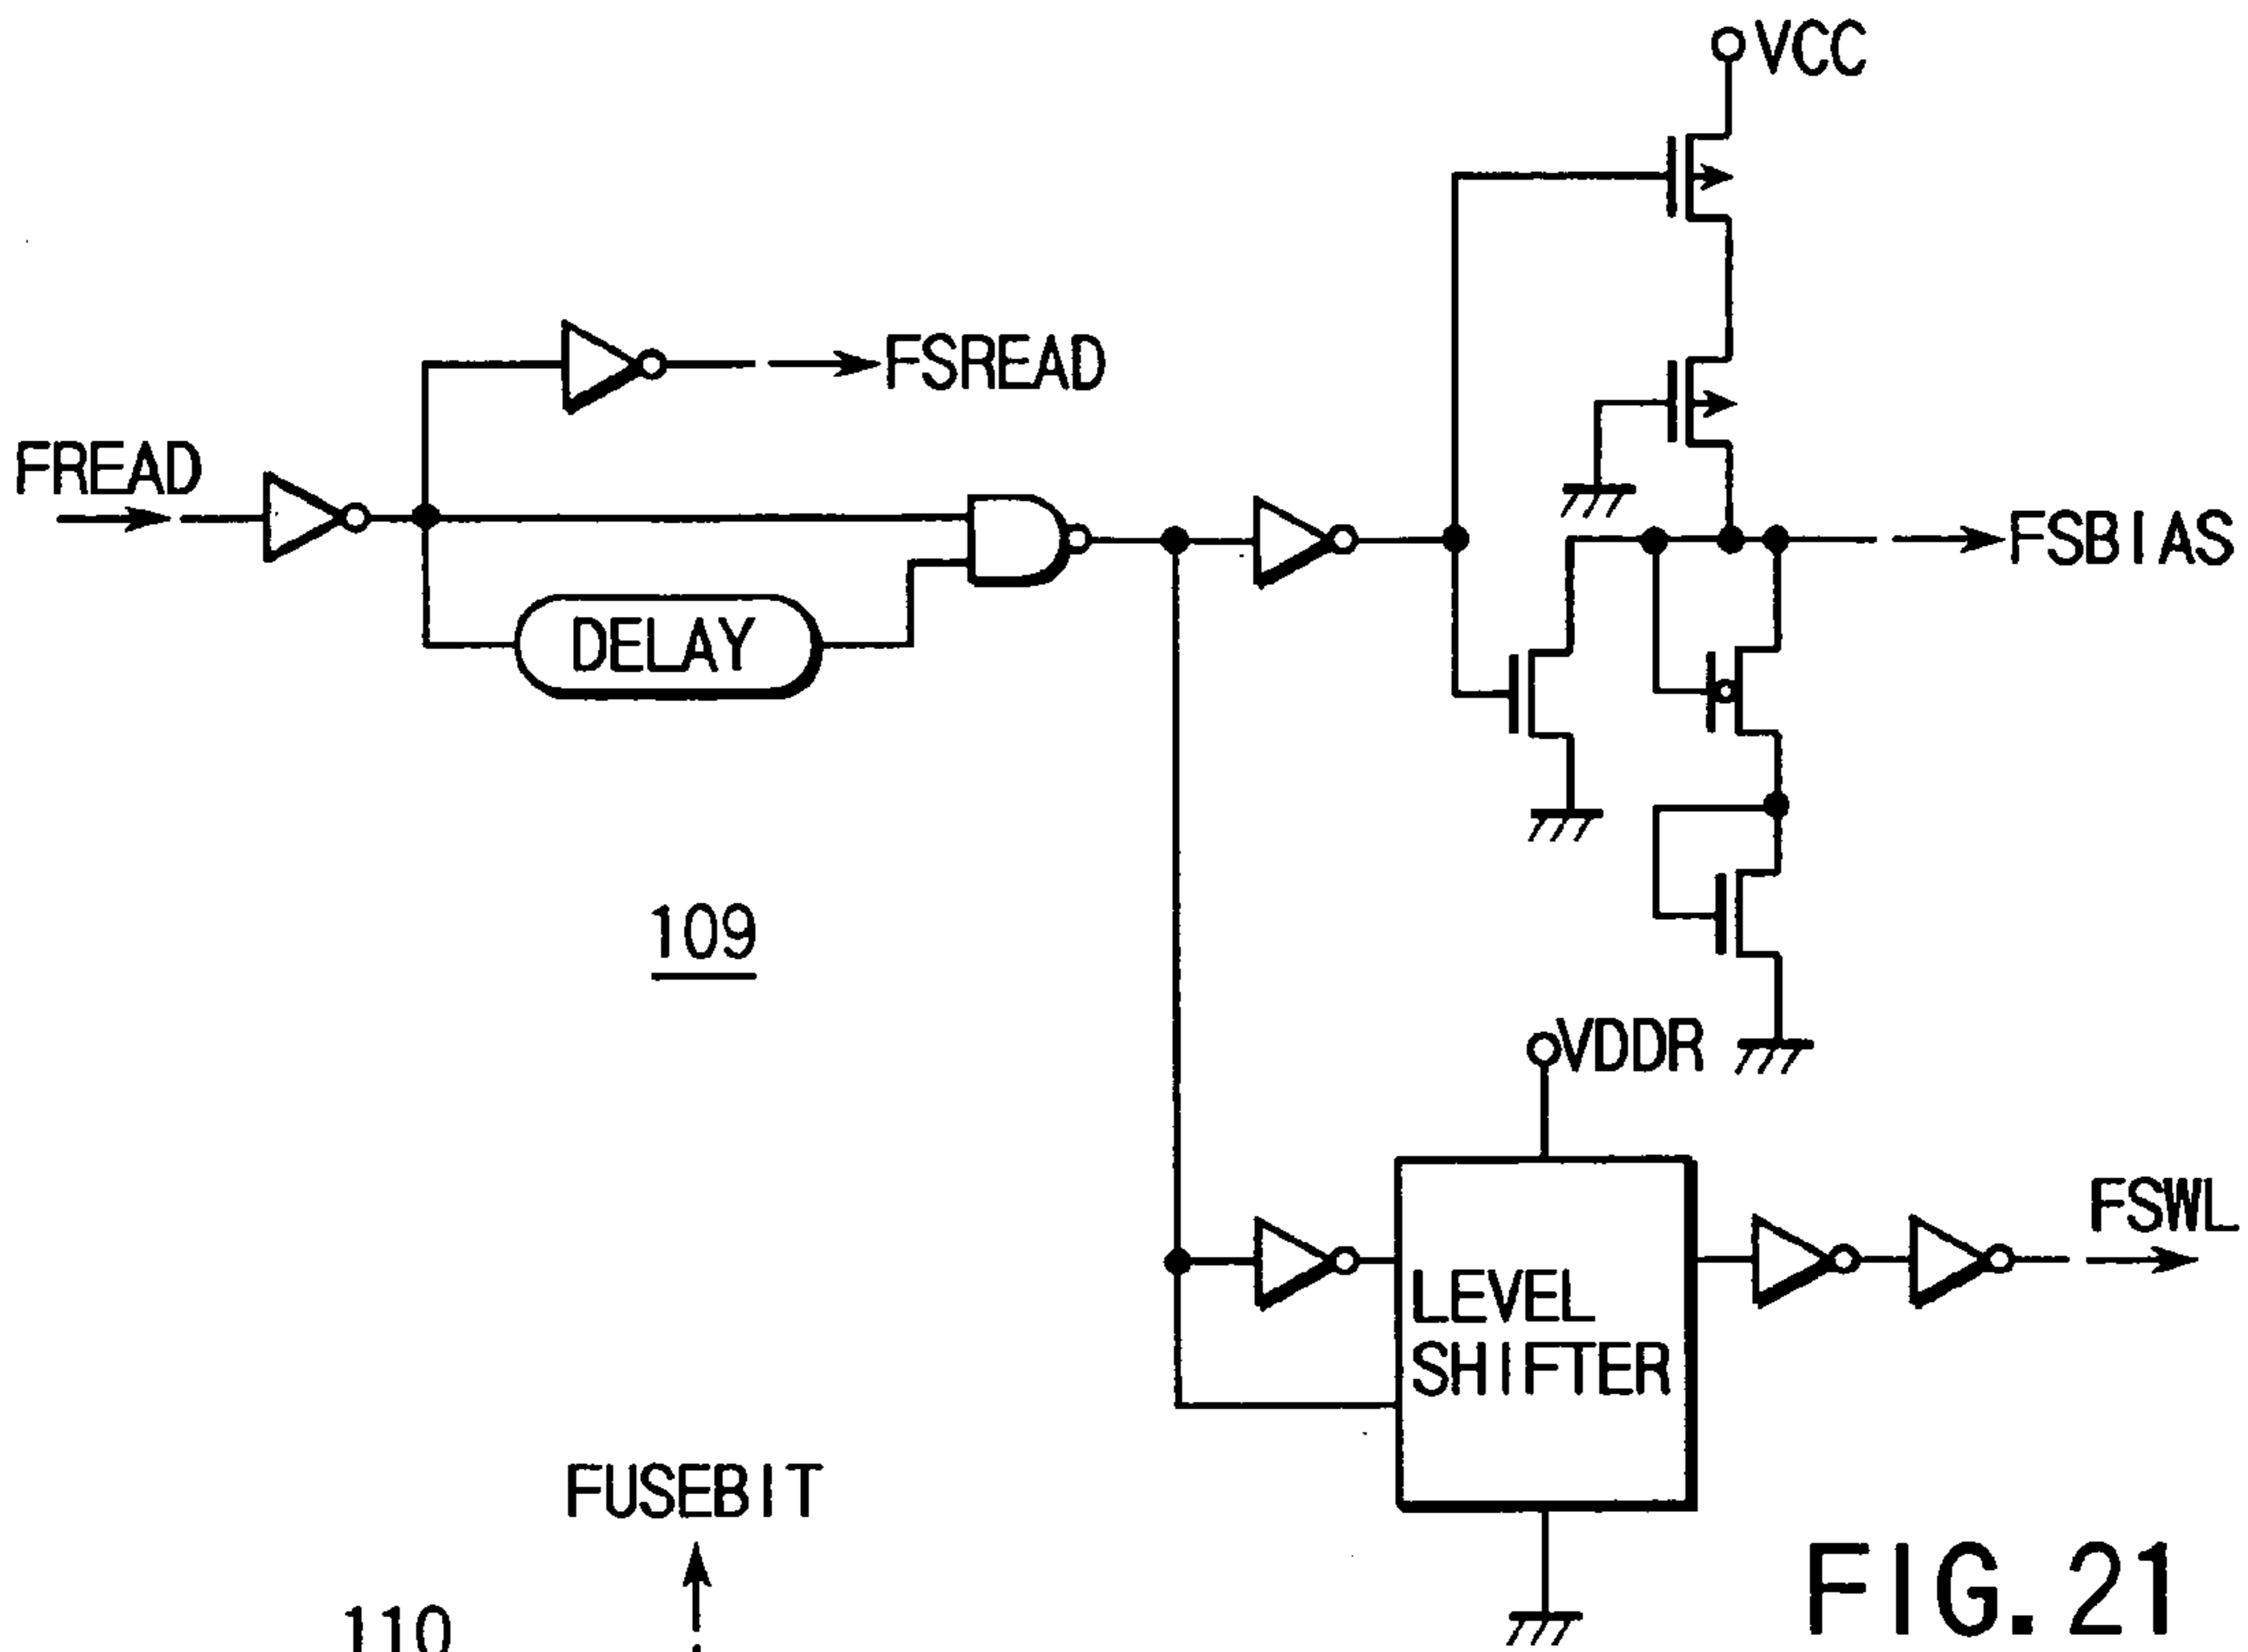 VCC
FSREAD
FREAD
FSBIAS
DELAY
109
VDDR
FSWL
LEVEL
SHIFTER
FUSEBIT
110
FIG. 21